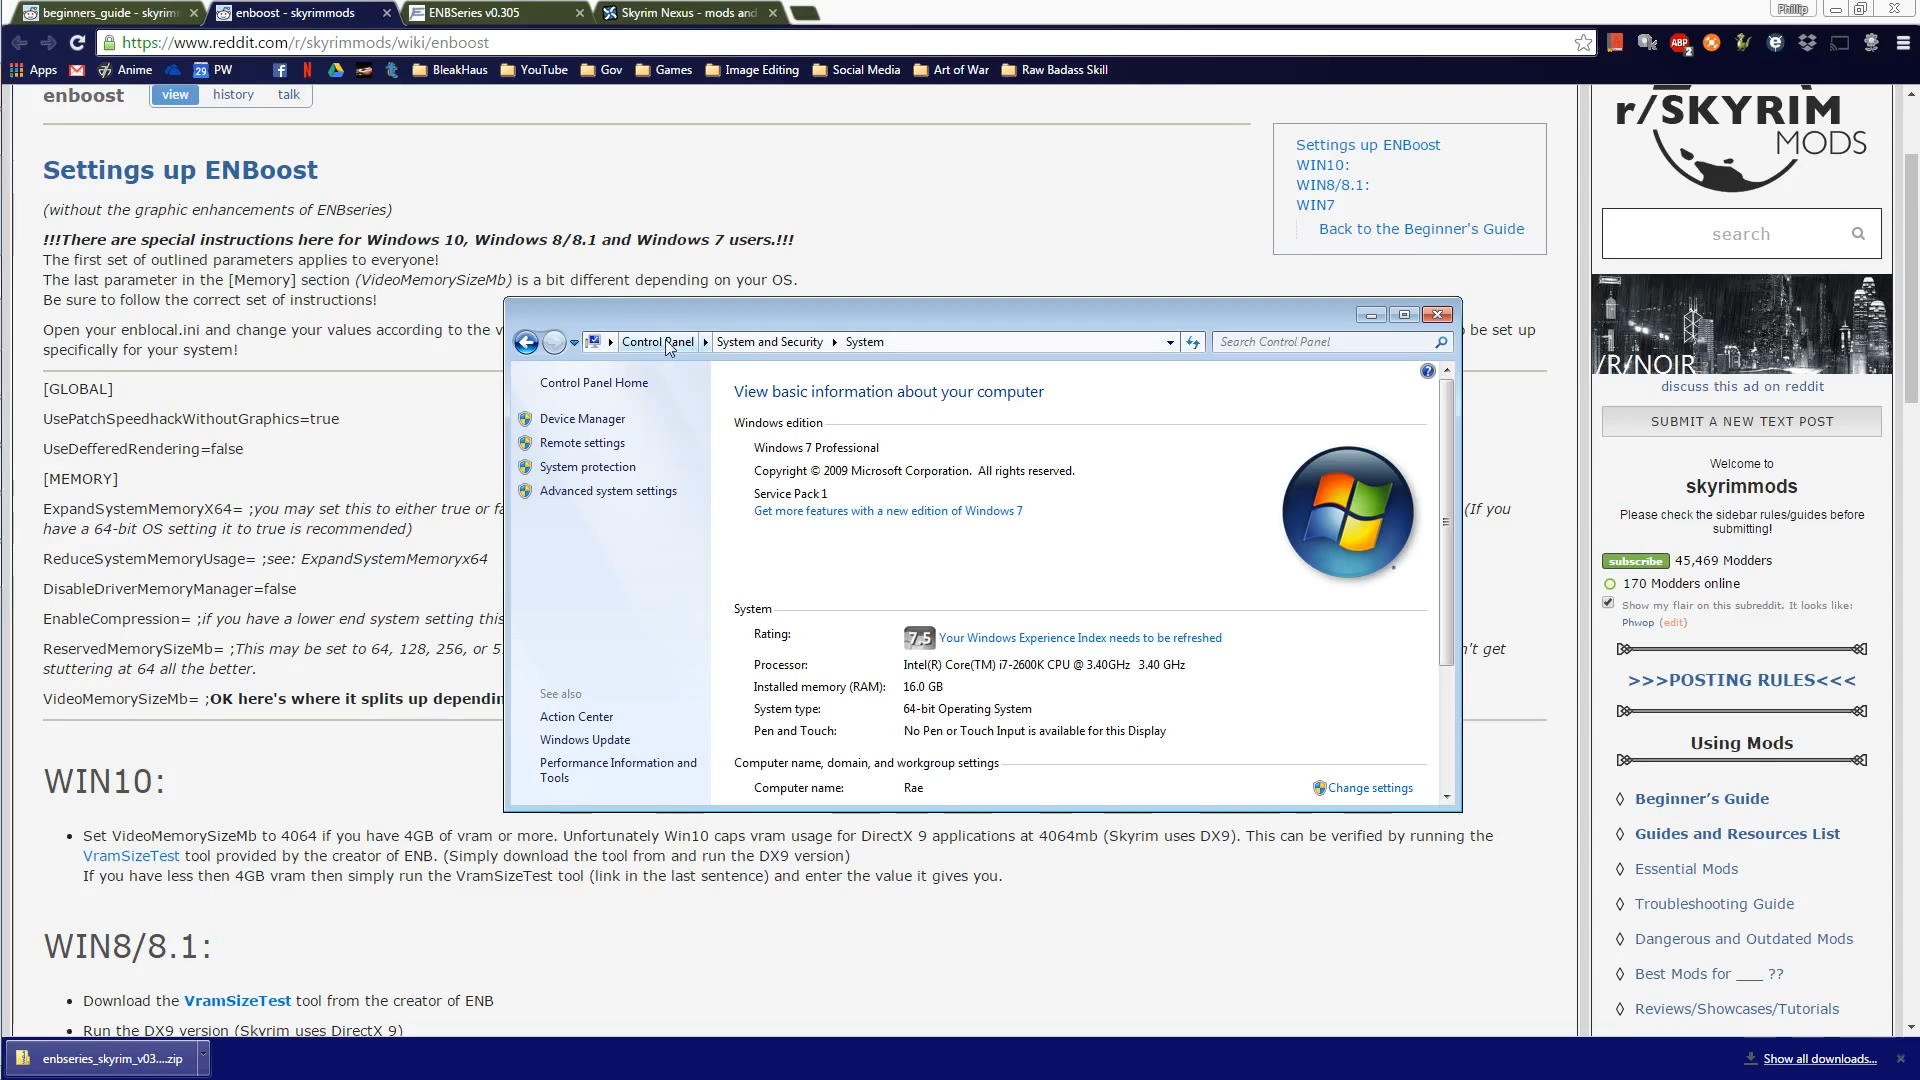 beginners_guide - skyrim
enboost - skyrimmods
ENBSeries v0.305
Skyrim Nexus - mods and
Phillip
https://www.reddit.com/r/skyrimmods/wiki/enboost
ABP
2
Apps
Anime
29 PW
BleakHaus
YouTube
Gov
Games
Image Editing
Social Media
Art of War
Raw Badass Skill
enboost
view
history
talk
Settings up ENBoost
(without the graphic enhancements of ENBseries)
!!!There are special instructions here for Windows 10, Windows 8/8.1 and Windows 7 users.!!!
The first set of outlined parameters applies to everyone!
The last parameter in the [Memory] section (VideoMemorySizeMb) is a bit different depending on your OS.
Be sure to follow the correct set of instructions!
Open your enblocal.ini and change your values according to the v
o be set up
specifically for your system!
[GLOBAL]
UsePatchSpeedhackWithoutGraphics=true
UseDefferedRendering=false
[MEMORY]
ExpandSystemMemoryX64= ;you may set this to either true or fa
(If you
have a 64-bit OS setting it to true is recommended)
ReduceSystemMemoryUsage= ;see: ExpandSystemMemoryx64
DisableDriverMemoryManager=false
EnableCompression= ;if you have a lower end system setting this
ReservedMemorySizeMb= ;This may be set to 64, 128, 256, or 5
n't get
stuttering at 64 all the better.
VideoMemorySizeMb= ;OK here's where it splits up dependin
WIN10:
Set VideoMemorySizeMb to 4064 if you have 4GB of vram or more. Unfortunately Win10 caps vram usage for DirectX 9 applications at 4064mb (Skyrim uses DX9). This can be verified by running the
VramSizeTest tool provided by the creator of ENB. (Simply download the tool from and run the DX9 version)
If you have less then 4GB vram then simply run the VramSizeTest tool (link in the last sentence) and enter the value it gives you.
WIN8/8.1:
Download the VramSizeTest tool from the creator of ENB
Run the DX9 version (Skyrim uses DirectX 9)
Settings up ENBoost
WIN10:
WIN8/8.1:
WIN7
Back to the Beginner's Guide
Control Panel
System and Security
System
Search Control Panel
Control Panel Home
Device Manager
Remote settings
System protection
Advanced system settings
See also
Action Center
Windows Update
Performance Information and
Tools
View basic information about your computer
Windows edition
Windows 7 Professional
Copyright © 2009 Microsoft Corporation. All rights reserved.
Service Pack 1
Get more features with a new edition of Windows 7
System
Rating:
7.5 Your Windows Experience Index needs to be refreshed
Processor:
Intel(R) Core(TM) i7-2600K CPU @ 3.40GHz 3.40 GHz
Installed memory (RAM):
16.0 GB
System type:
64-bit Operating System
Pen and Touch:
No Pen or Touch Input is available for this Display
Computer name, domain, and workgroup settings
Computer name:
Rae
Change settings
r/SKYRIM
MODS
search
/R/NOIR
discuss this ad on reddit
SUBMIT A NEW TEXT POST
Welcome to
skyrimmods
Please check the sidebar rules/guides before
submitting!
subscribe 45,469 Modders
170 Modders online
Show my flair on this subreddit. It looks like:
Phwop (edit)
>>>POSTING RULES<<<
Using Mods
Beginner's Guide
Guides and Resources List
Essential Mods
Troubleshooting Guide
Dangerous and Outdated Mods
Best Mods for ___ ??
Reviews/Showcases/Tutorials
enbseries_skyrim_v03....zip
Show all downloads...